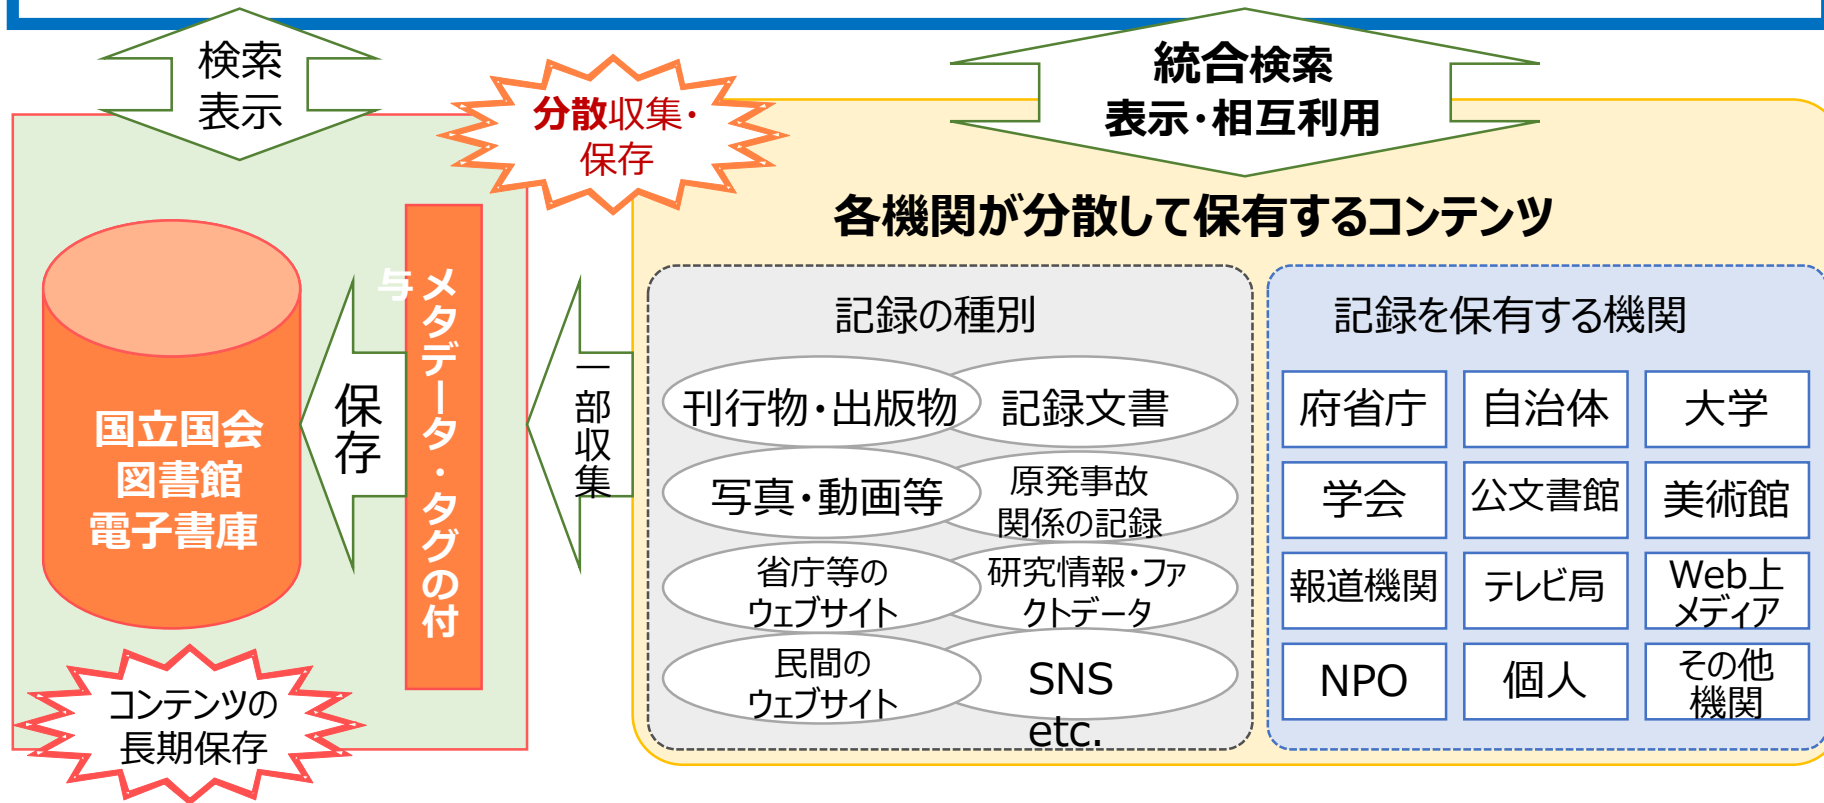 検索
表示
分散収集・
保存
統合検索
表示・相互利用
各機関が分散して保有するコンテンツ
メタデータ・タグの付
与
国立国会
図書館
電子書庫
保存
一部収集
コンテンツの
長期保存
記録の種別
刊行物・出版物
記録文書
写真・動画等
原発事故
関係の記録
省庁等の
ウェブサイト
研究情報・ファ
クトデータ
民間の
ウェブサイト
SNS
etc.
記録を保有する機関
府省庁
自治体
大学
学会
公文書館
美術館
報道機関
テレビ局
Web上
メディア
NPO
個人
その他
機関